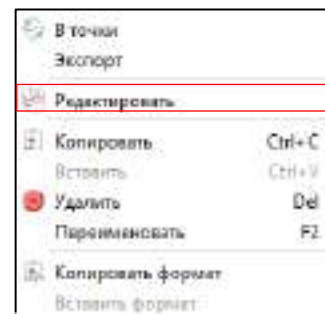 В точки
Экспорт
Редактировать
Копировать Ctrl+C
Вставить Ctrl+V
Удалить Del
Переименовать F2
Копировать формат
Вставить формат